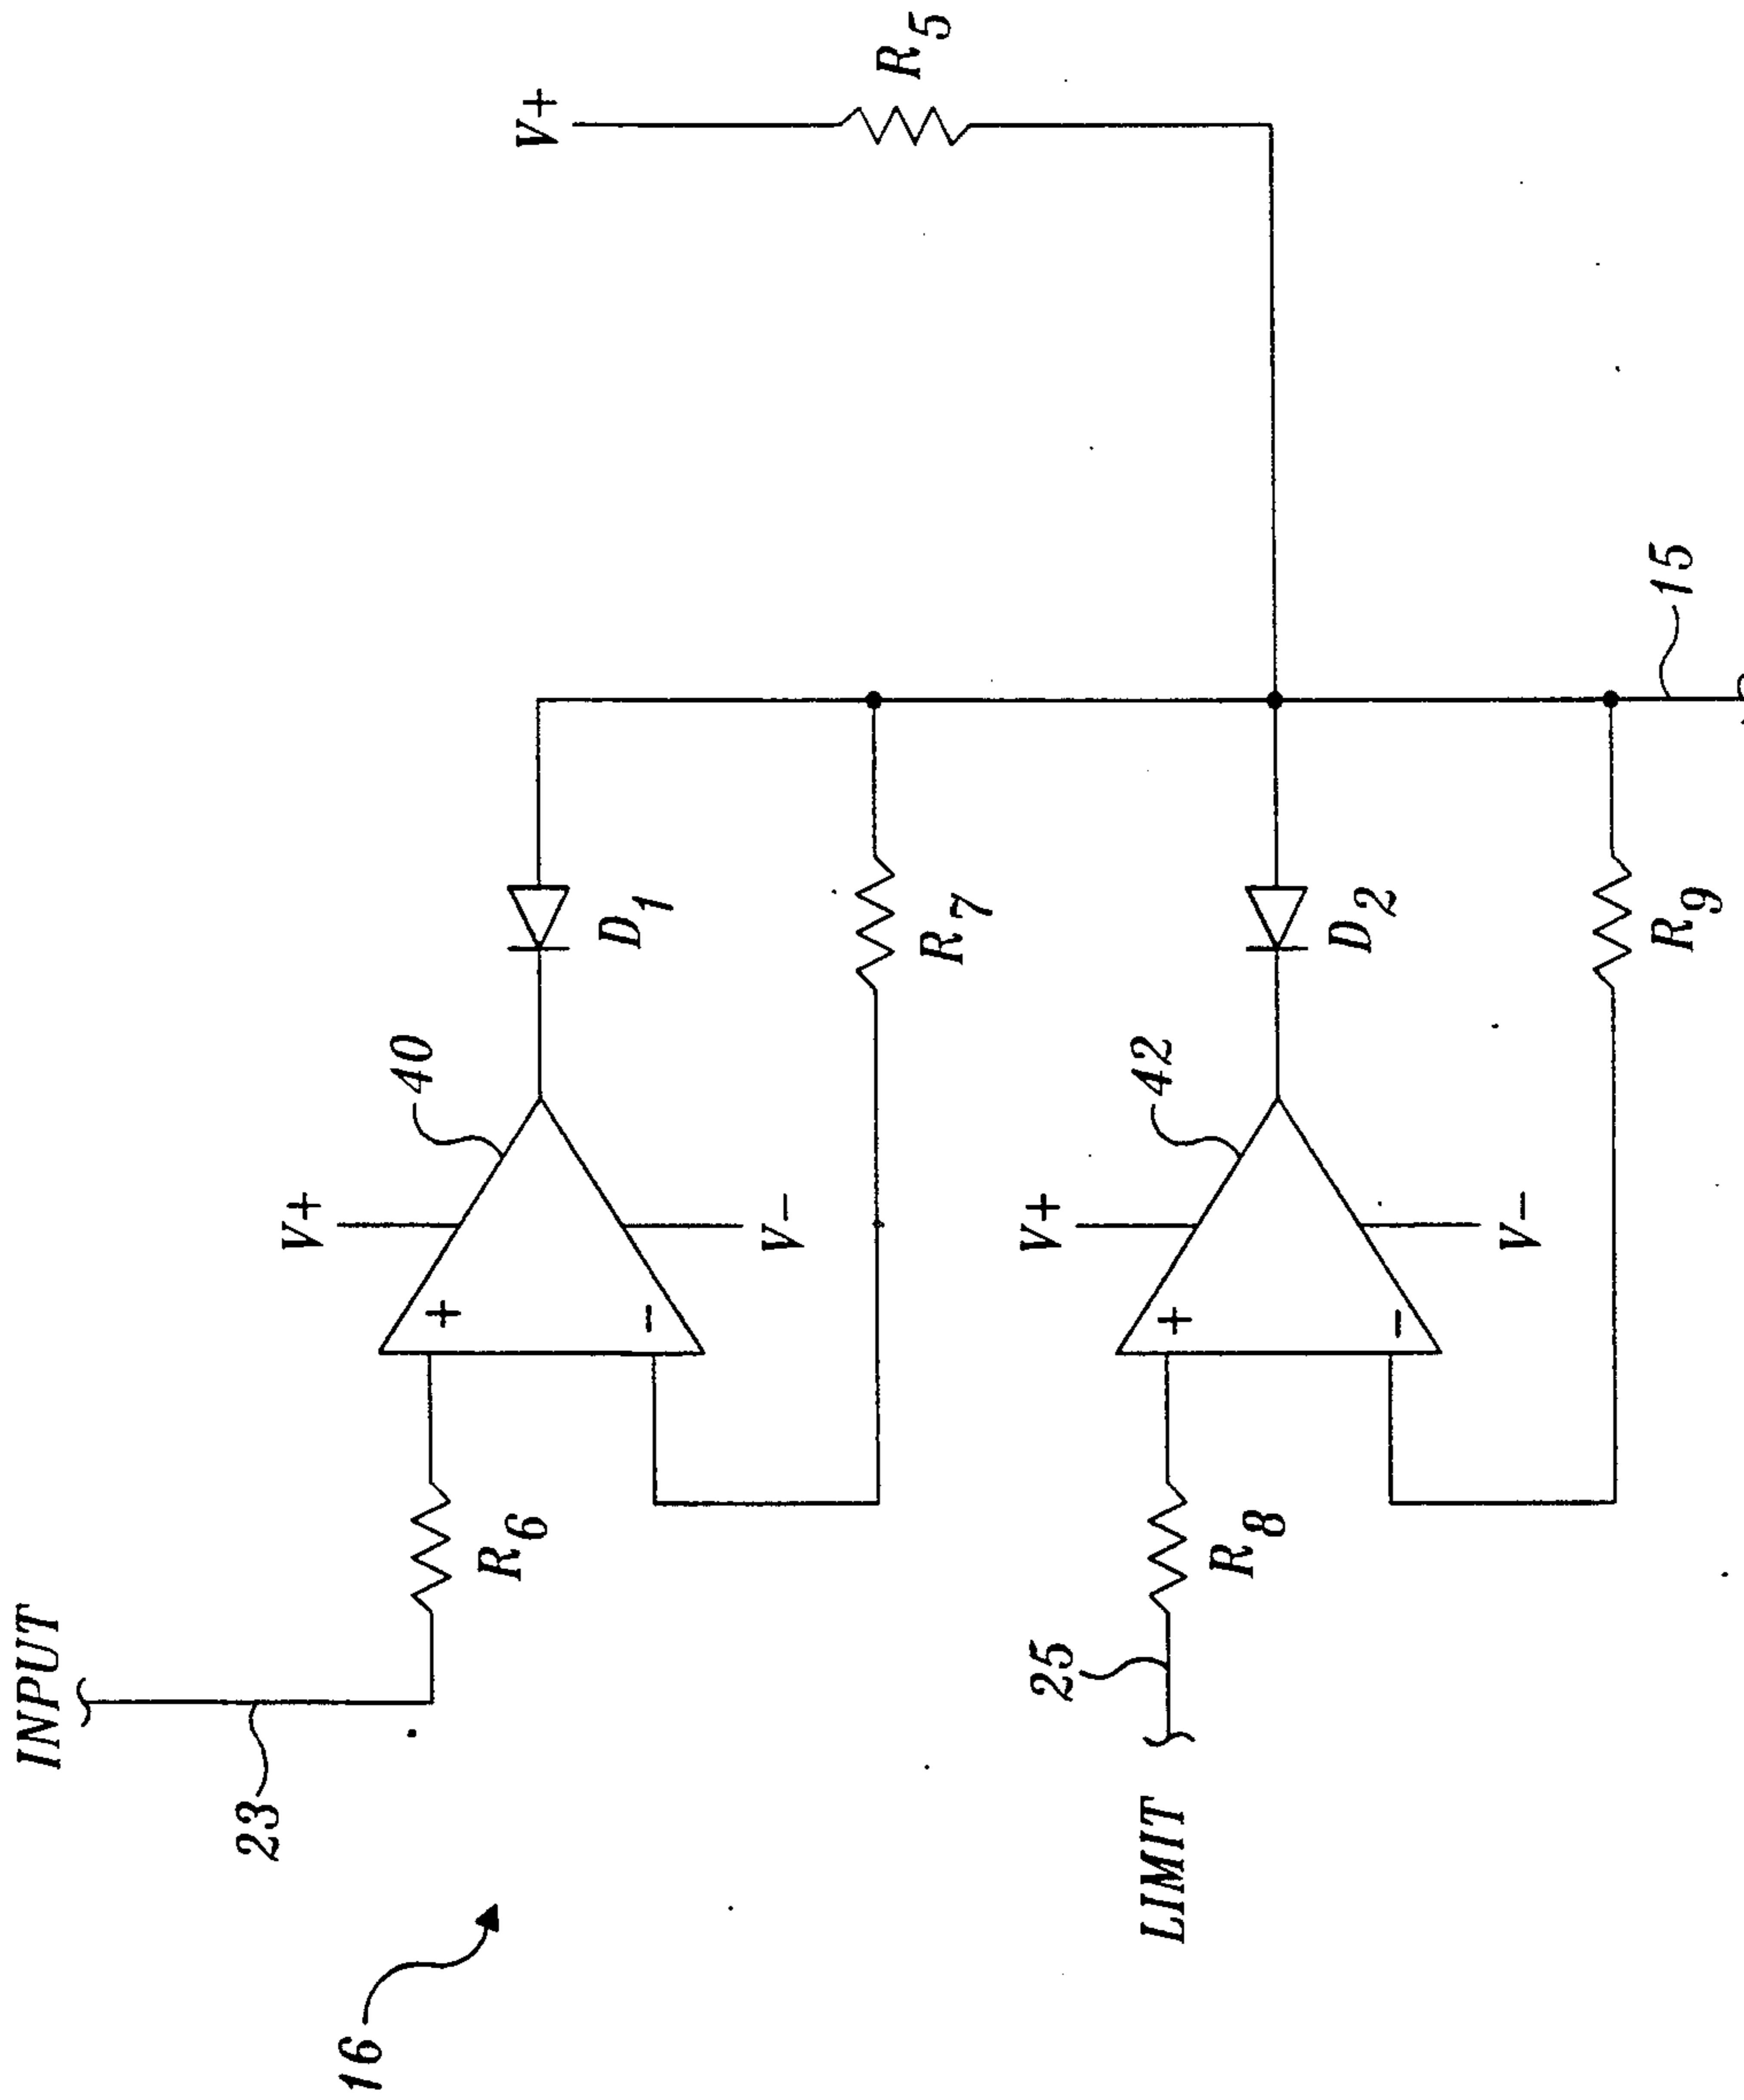 INPUT
23
16
R6
V+
+
-
V-
40
D1
R7
V+
R5
LIMIT
25
R8
V+
+
-
V-
42
D2
R9
15